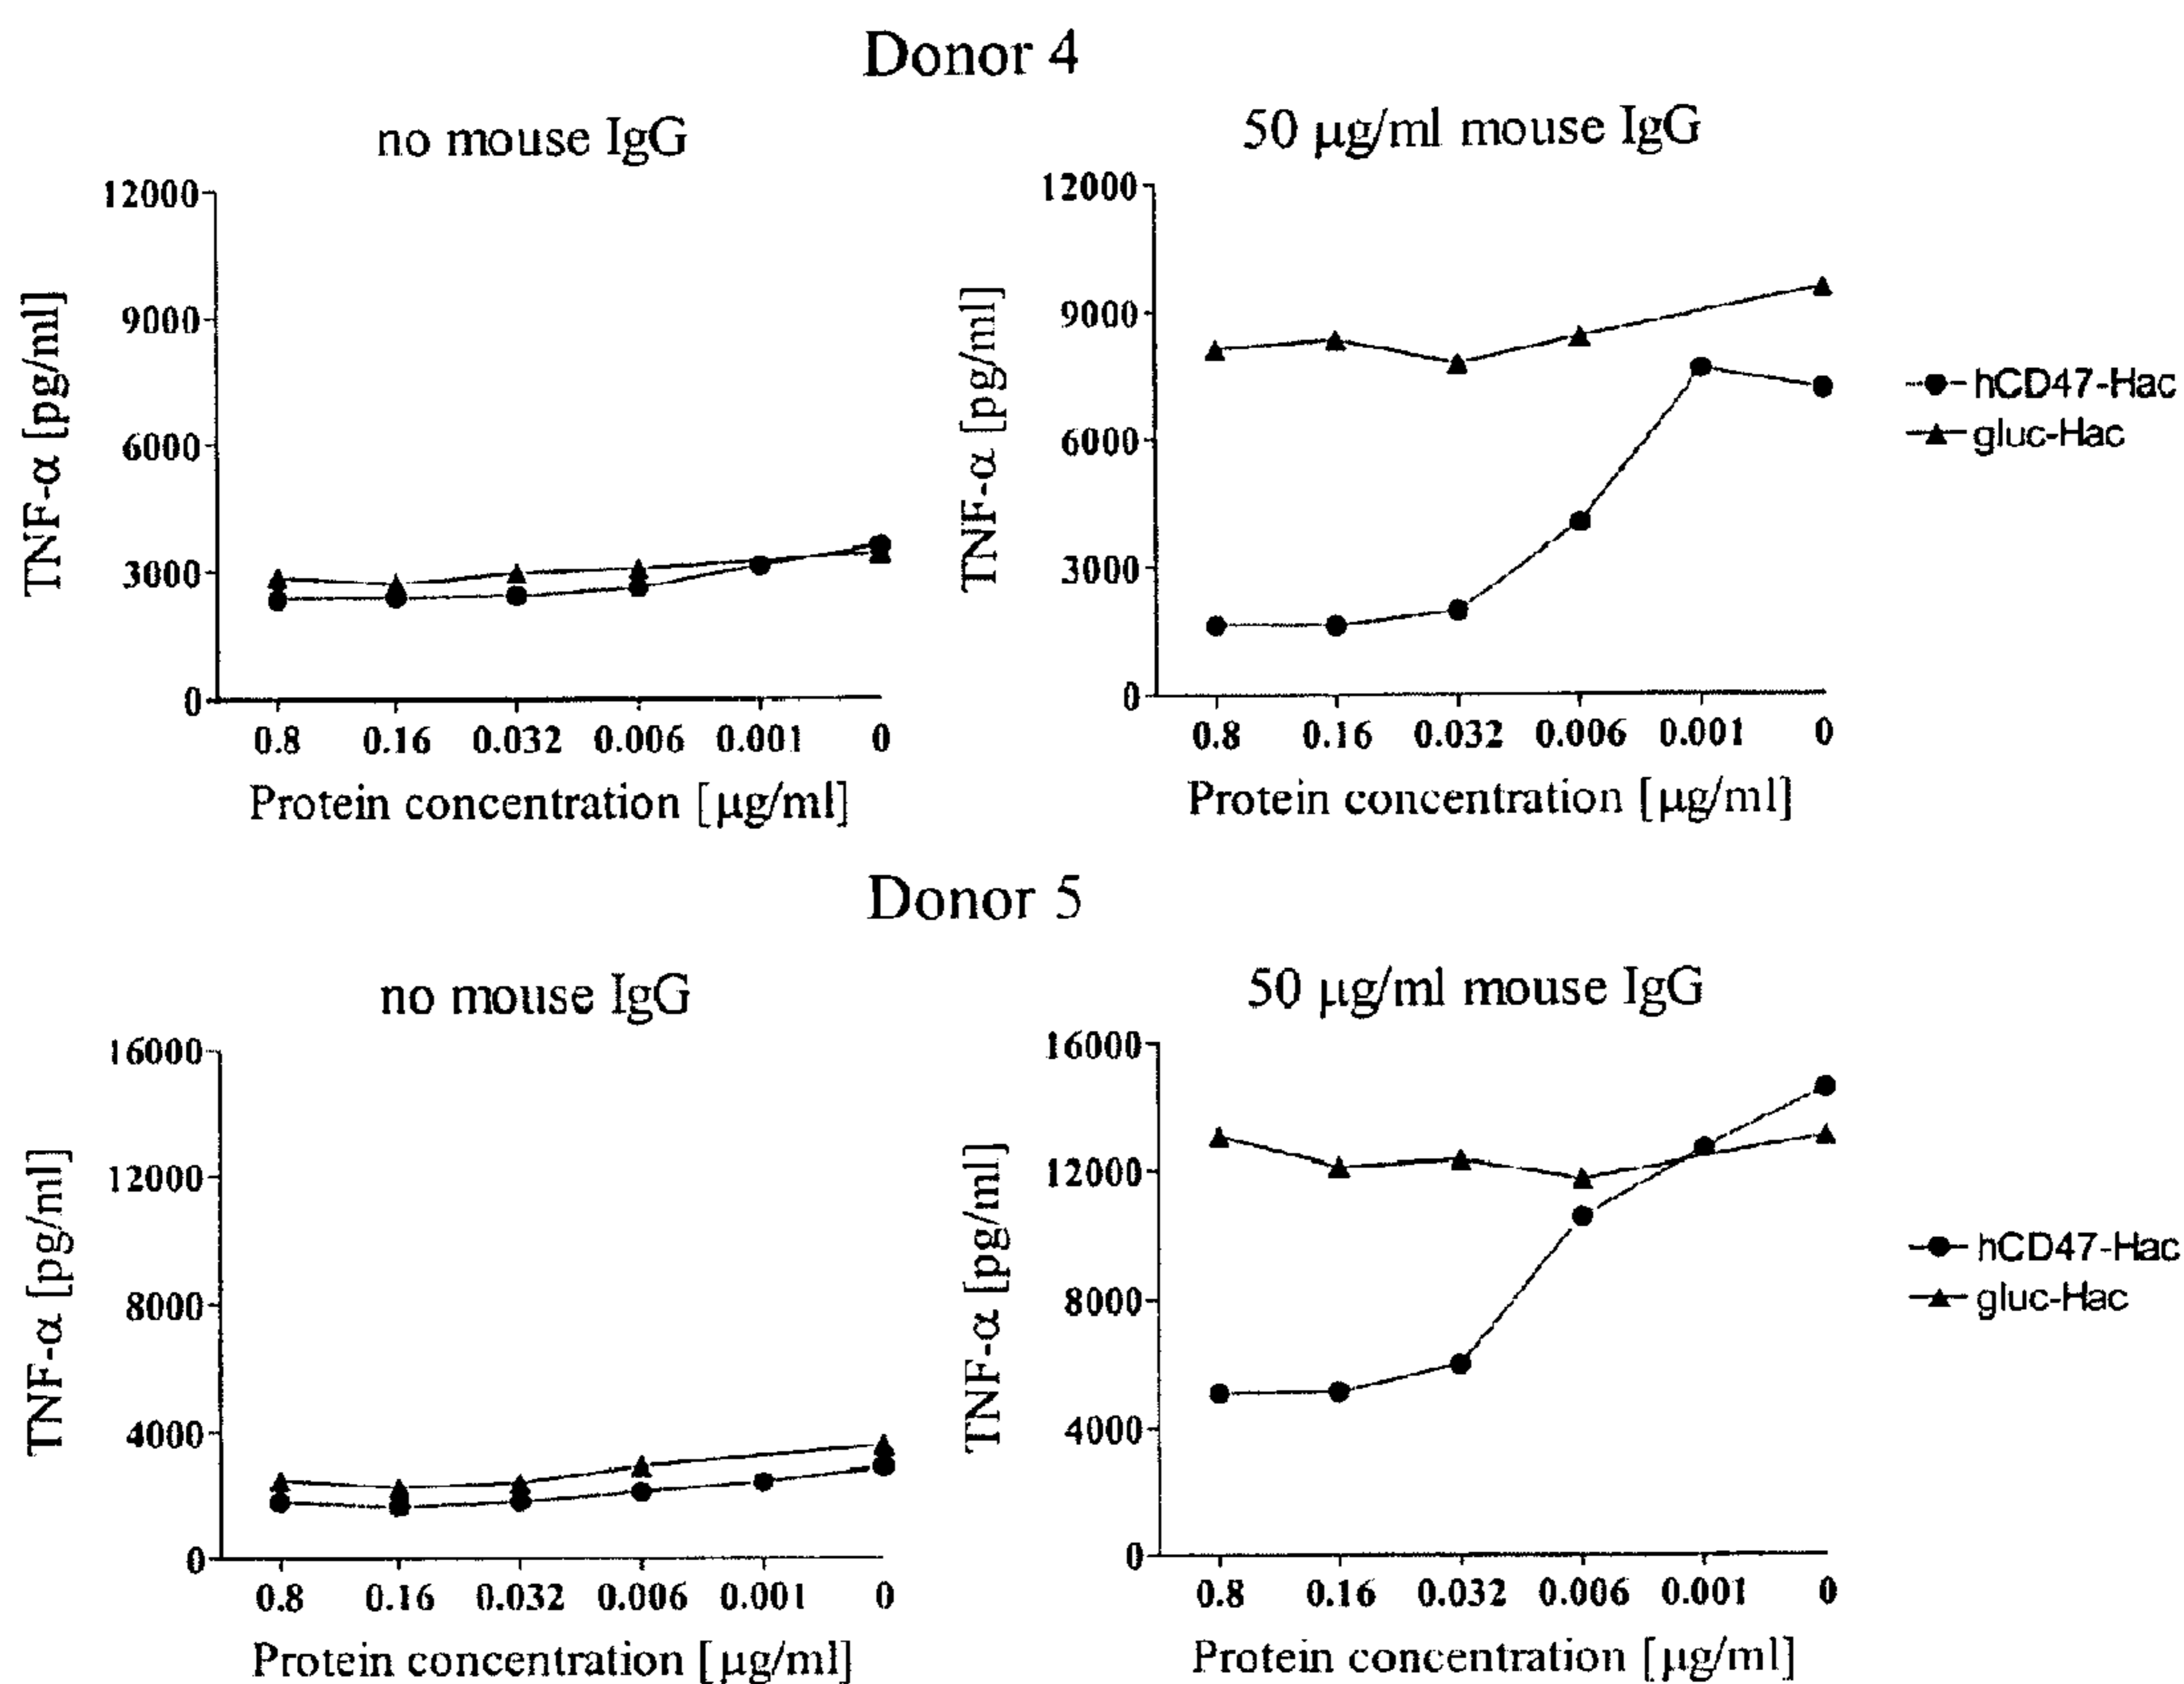 Donor 4
no mouse IgG
50 µg/ml mouse IgG
TNF-α [pg/ml]
12000
9000
6000
3000
0
0.8 0.16 0.032 0.006 0.001 0
Protein concentration [µg/ml]
TNF-α [pg/ml]
12000
9000
6000
3000
0
0.8 0.16 0.032 0.006 0.001 0
Protein concentration [µg/ml]
hCD47-Hac
gluc-Hac
Donor 5
no mouse IgG
50 µg/ml mouse IgG
TNF-α [pg/ml]
16000
12000
8000
4000
0
0.8 0.16 0.032 0.006 0.001 0
Protein concentration [µg/ml]
TNF-α [pg/ml]
16000
12000
8000
4000
0
0.8 0.16 0.032 0.006 0.001 0
Protein concentration [µg/ml]
hCD47-Hac
gluc-Hac